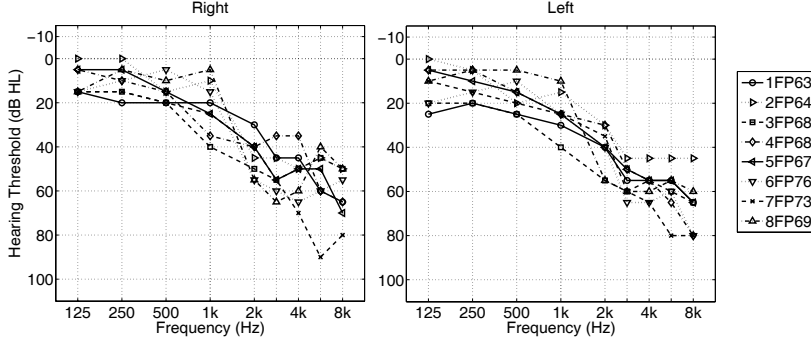 Right
Left
Hearing Threshold (dB HL)
−10
0
20
40
60
80
100
125 250 500 1k 2k 4k 8k
Frequency (Hz)
−10
0
20
40
60
80
100
125 250 500 1k 2k 4k 8k
Frequency (Hz)
1FP63
2FP64
3FP68
4FP68
5FP67
6FP76
7FP73
8FP69